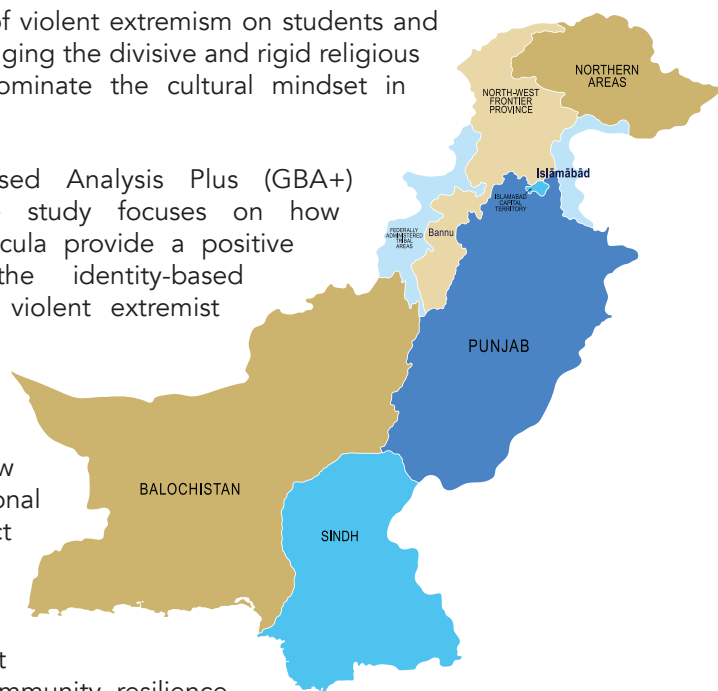 of violent extremism on students and
ging the divisive and rigid religious
ominate the cultural mindset in
sed Analysis Plus (GBA+)
study focuses on how
cula provide a positive
the identity-based
violent extremist
w
onal
ct
t
mmunity resilience
NORTHERN
AREAS
NORTH-WEST
FRONTIER
PROVINCE
Islāmābād
ISLAMABAD
CAPITAL
TERRITORY
FEDERALLY
ADMINISTERED
TRIBAL
AREAS
Bannu
PUNJAB
BALOCHISTAN
SINDH